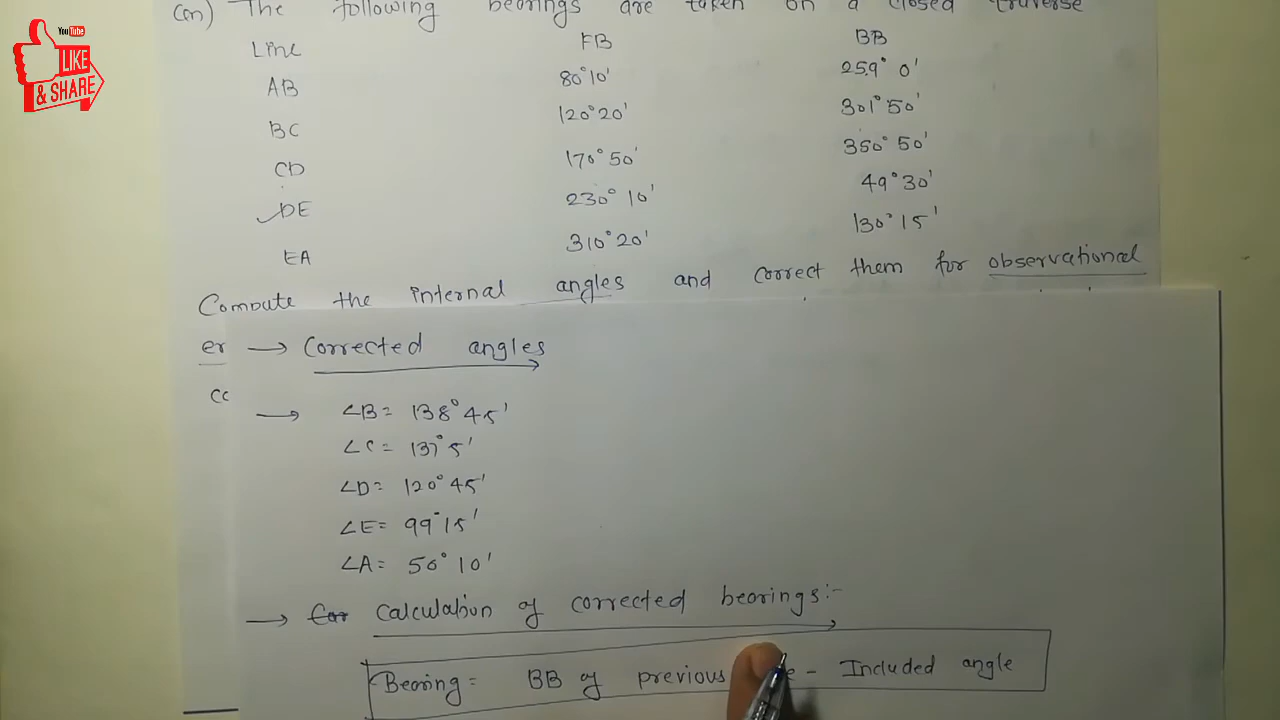 YouTube
LIKE
& SHARE
(m) The following bearings are taken on a closed traverse
Line FB BB
AB 80°10' 259° 0'
BC 120°20' 301°50'
CD 170°50' 350°50'
DE 230°10' 49°30'
EA 310°20' 130°15'
Compute the internal angles and correct them for observational
er → Corrected angles
cc
→ ∠B= 138°45'
∠C= 137°5'
∠D= 120°45'
∠E= 99°15'
∠A= 50°10'
→ Calculation of corrected bearings:-
Bearing= BB of previous - Included angle